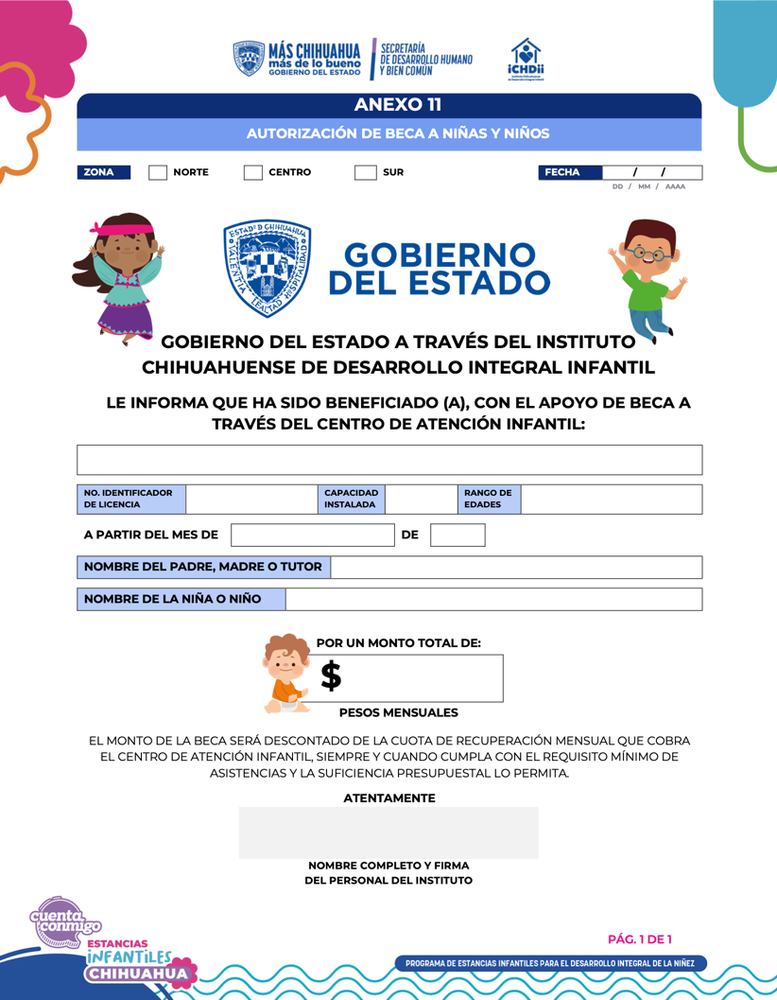 MÁS CHIHUAHUA
más de lo bueno
GOBIERNO DEL ESTADO
SECRETARÍA
DE DESARROLLO HUMANO
Y BIEN COMÚN
iCHDii
ANEXO 11
AUTORIZACIÓN DE BECA A NIÑAS Y NIÑOS
ZONA NORTE CENTRO SUR FECHA / /
DD / MM / AAAA
ESTADO D CHIHUAHUA
VALENTIA LEALTAD HOSPITALIDAD
GOBIERNO
DEL ESTADO
GOBIERNO DEL ESTADO A TRAVÉS DEL INSTITUTO
CHIHUAHUENSE DE DESARROLLO INTEGRAL INFANTIL
LE INFORMA QUE HA SIDO BENEFICIADO (A), CON EL APOYO DE BECA A
TRAVÉS DEL CENTRO DE ATENCIÓN INFANTIL:
NO. IDENTIFICADOR
DE LICENCIA
CAPACIDAD
INSTALADA
RANGO DE
EDADES
A PARTIR DEL MES DE DE
NOMBRE DEL PADRE, MADRE O TUTOR
NOMBRE DE LA NIÑA O NIÑO
POR UN MONTO TOTAL DE:
$
PESOS MENSUALES
EL MONTO DE LA BECA SERÁ DESCONTADO DE LA CUOTA DE RECUPERACIÓN MENSUAL QUE COBRA
EL CENTRO DE ATENCIÓN INFANTIL, SIEMPRE Y CUANDO CUMPLA CON EL REQUISITO MÍNIMO DE
ASISTENCIAS Y LA SUFICIENCIA PRESUPUESTAL LO PERMITA.
ATENTAMENTE
NOMBRE COMPLETO Y FIRMA
DEL PERSONAL DEL INSTITUTO
cuenta
conmigo
ESTANCIAS
iNFANTiLES
CHIHUAHUA
PÁG. 1 DE 1
PROGRAMA DE ESTANCIAS INFANTILES PARA EL DESARROLLO INTEGRAL DE LA NIÑEZ